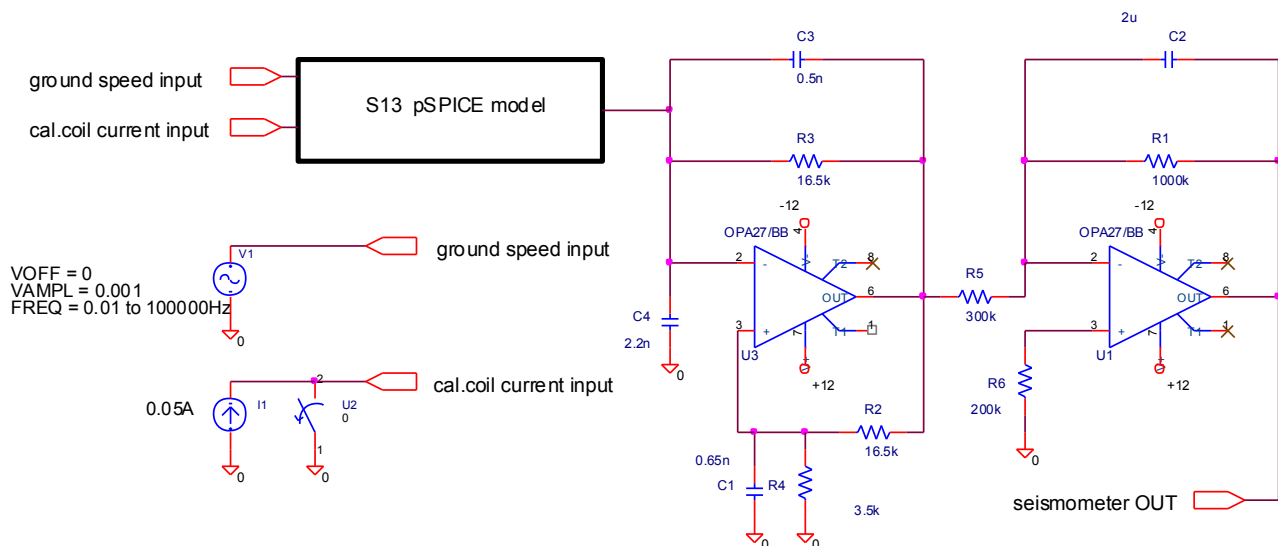 2u
C3
C2
ground speed input
0.5n
S13 pSPICE model
cal.coil current input
R3
R1
16.5k
1000k
-12
-12
OPA27/BB
OPA27/BB
ground speed input
V1
4
4
2
-
V-
T2
8
2
-
V-
T2
8
VOFF = 0
VAMPL = 0.001
FREQ = 0.01 to 100000Hz
R5
OUT
6
OUT
6
C4
300k
3
+
7
V+
T1
1
3
+
7
V+
T1
1
2.2n
U3
U1
0
0
+12
+12
R6
2
cal.coil current input
0.05A
I1
U2
0
R2
200k
16.5k
1
0
0
0.65n
0
C1
R4
3.5k
seismometer OUT
0
0